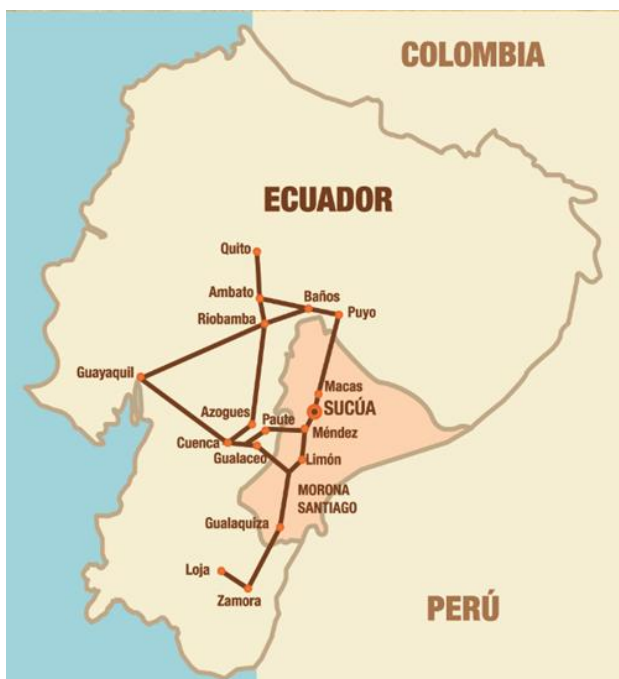 COLOMBIA
ECUADOR
Quito
Ambato
Baños
Puyo
Riobamba
Guayaquil
Macas
SUCÚA
Azogues
Paute
Méndez
Cuenca
Gualaceo
Limón
MORONA
SANTIAGO
Gualaquiza
Loja
Zamora
PERÚ